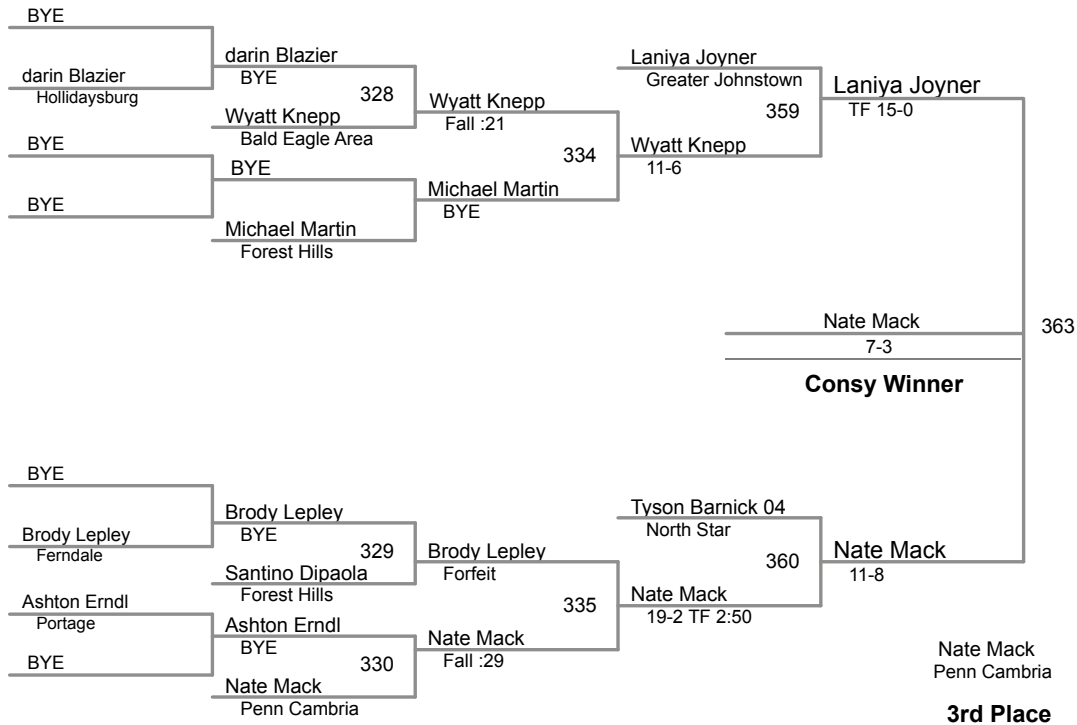 BYE
darin Blazier
Hollidaysburg
BYE
BYE
darin Blazier
BYE
328
Wyatt Knepp
Bald Eagle Area
BYE
Michael Martin
Forest Hills
Wyatt Knepp
Fall :21
334
Michael Martin
BYE
Laniya Joyner
Greater Johnstown
359
Wyatt Knepp
11-6
Laniya Joyner
TF 15-0
Nate Mack
363
7-3
Consy Winner
BYE
Brody Lepley
Ferndale
Ashton Erndl
Portage
BYE
Brody Lepley
BYE
329
Santino Dipaola
Forest Hills
Ashton Erndl
BYE
330
Nate Mack
Penn Cambria
Brody Lepley
Forfeit
335
Nate Mack
Fall :29
Tyson Barnick 04
North Star
360
Nate Mack
19-2 TF 2:50
Nate Mack
11-8
Nate Mack
Penn Cambria
3rd Place